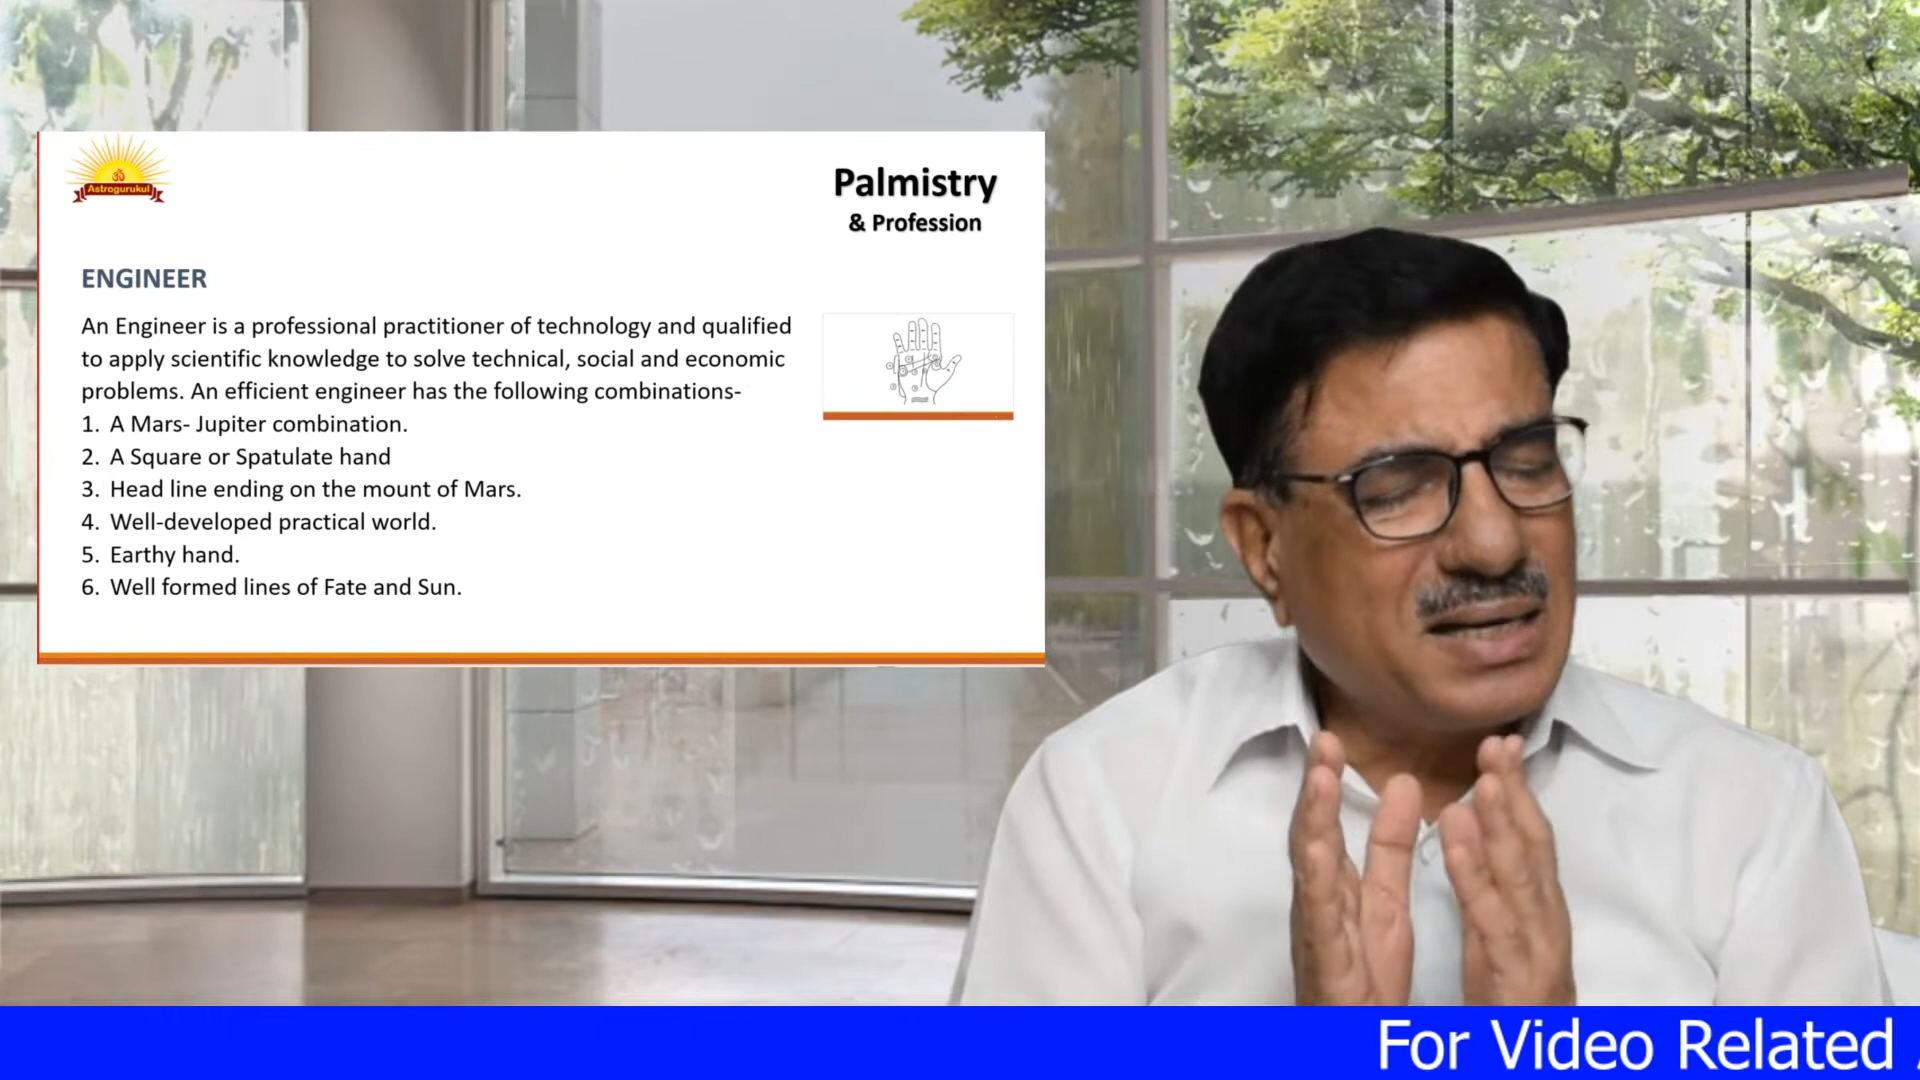 ॐ
Astrogurukul
Palmistry
& Profession
ENGINEER
An Engineer is a professional practitioner of technology and qualified
to apply scientific knowledge to solve technical, social and economic
problems. An efficient engineer has the following combinations-
1. A Mars- Jupiter combination.
2. A Square or Spatulate hand
3. Head line ending on the mount of Mars.
4. Well-developed practical world.
5. Earthy hand.
6. Well formed lines of Fate and Sun.
For Video Related